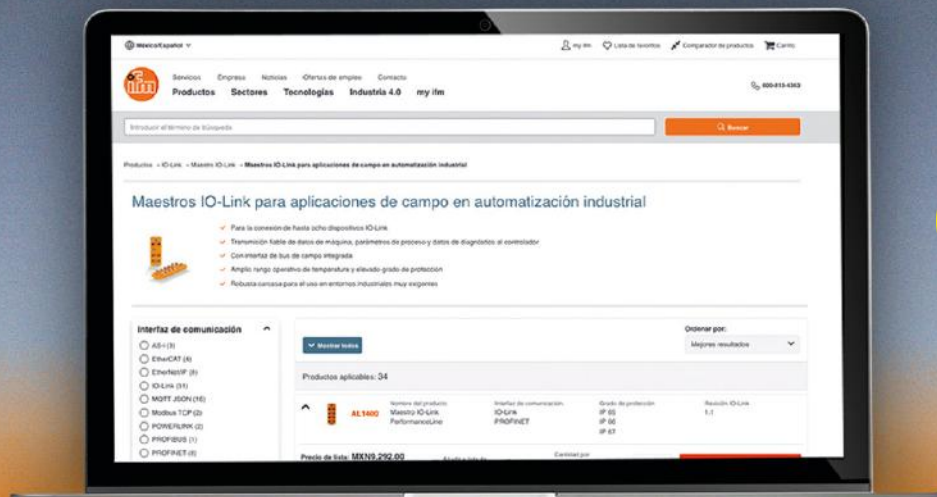 México/Español
my ifm
Lista de favoritos
Comparador de productos
Carrito
ifm
Servicios Empresa Noticias Ofertas de empleo Contacto
Productos Sectores Tecnologías Industria 4.0 my ifm
800-813-4363
Introducir el término de búsqueda
Buscar
Productos IO-Link Maestro IO-Link Maestros IO-Link para aplicaciones de campo en automatización industrial
Maestros IO-Link para aplicaciones de campo en automatización industrial
Para la conexión de hasta ocho dispositivos IO-Link
Transmisión fiable de datos de máquina, parámetros de proceso y datos de diagnóstico al controlador
Con interfaz de bus de campo integrada
Amplio rango operativo de temperatura y elevado grado de protección
Robusta carcasa para el uso en entornos industriales muy exigentes
Interfaz de comunicación
AS-i (3)
EtherCAT (4)
EtherNet/IP (8)
IO-Link (31)
MQTT JSON (16)
Modbus TCP (2)
POWERLINK (2)
PROFIBUS (1)
PROFINET (8)
Mostrar todos
Ordenar por:
Mejores resultados
Productos aplicables: 34
AL1400
Nombre del producto
Maestro IO-Link
PerformanceLine
Interfaz de comunicación
IO-Link
PROFINET
Grado de protección
IP 65
IP 66
IP 67
Revisión IO-Link
1.1
Precio de lista: MXN9,292.00
Cantidad por